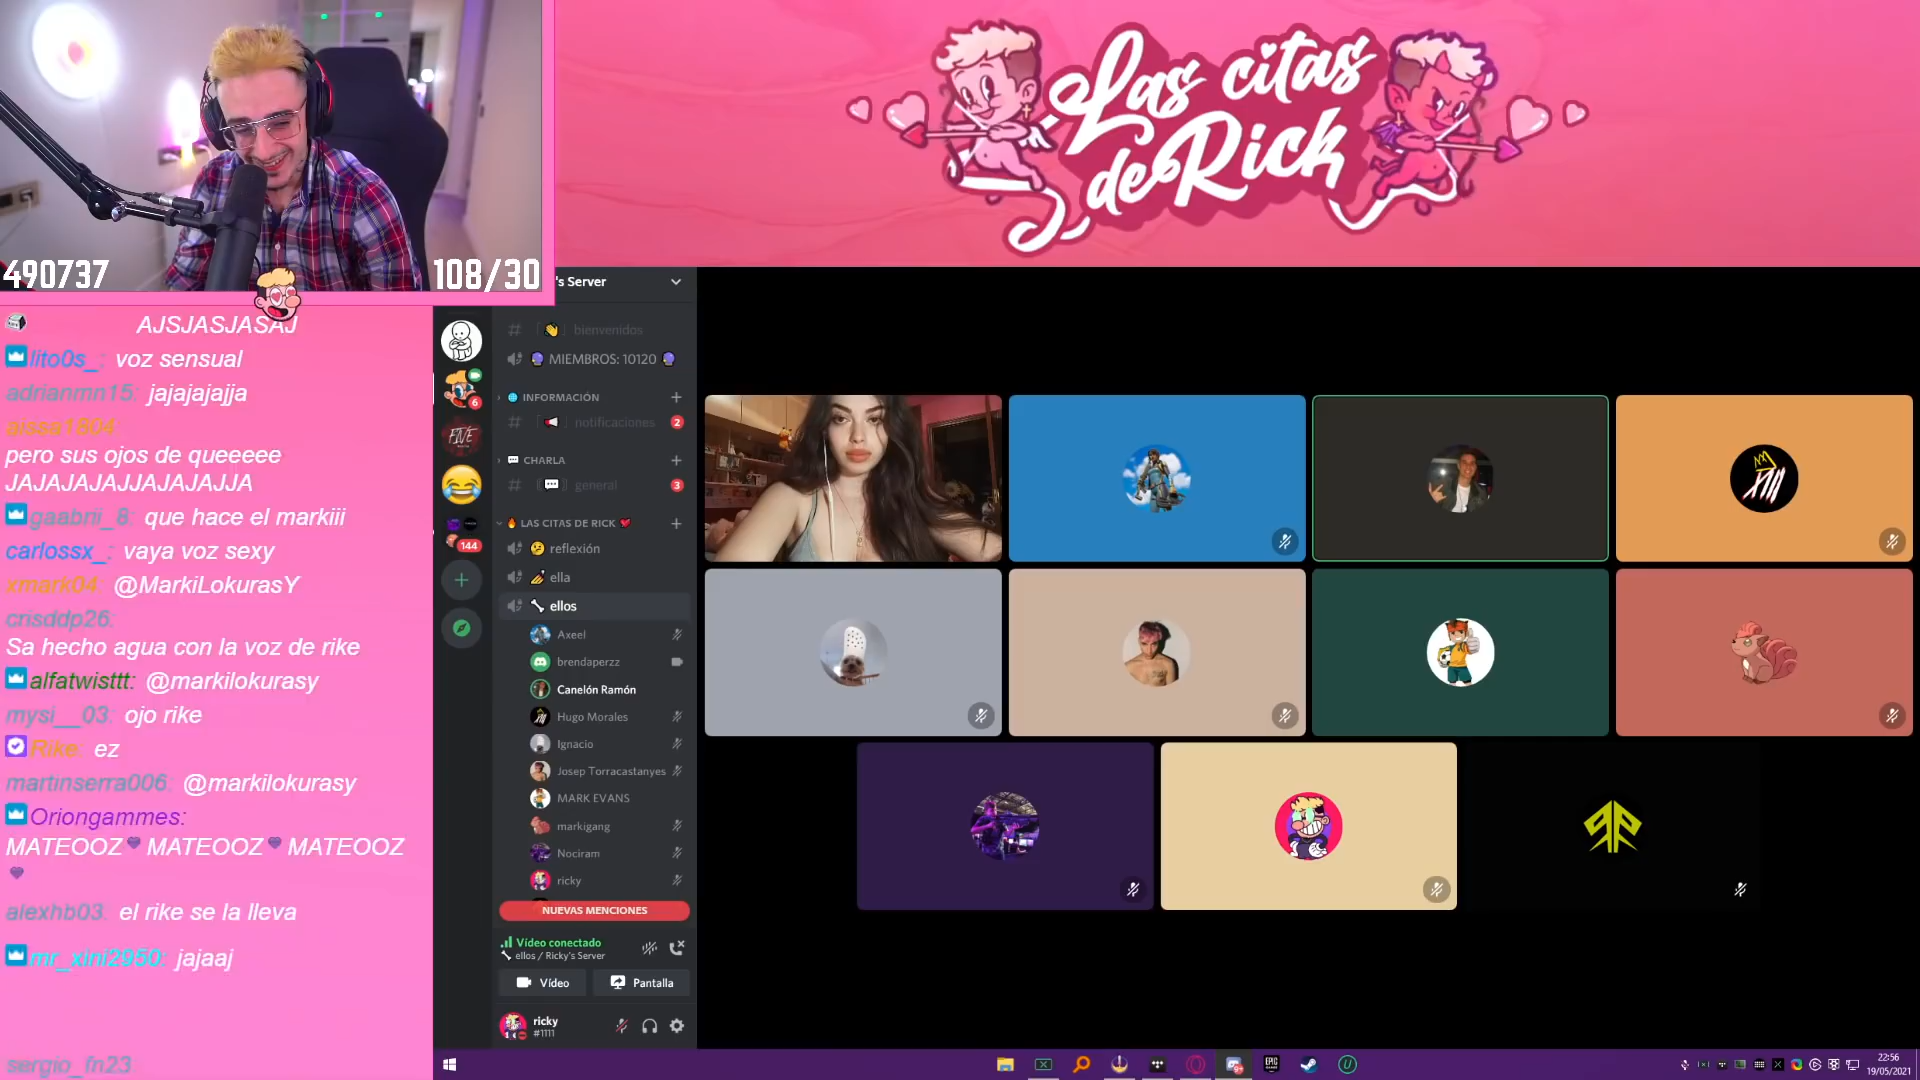 Las citas
de Rick
490737
108/30
's Server
bienvenidos
MIEMBROS: 10120
INFORMACIÓN
notificaciones
2
CHARLA
general
3
LAS CITAS DE RICK
reflexión
ella
ellos
Axeel
brendaperzz
Canelón Ramón
Hugo Morales
Ignacio
Josep Torracastanyes
MARK EVANS
markigang
Nociram
ricky
NUEVAS MENCIONES
Vídeo conectado
ellos / Ricky's Server
Vídeo
Pantalla
ricky
#1111
6
FIVE
144
AJSJASJASAJ
lito0s_: voz sensual
adrianmn15: jajajajajja
aissa1804:
pero sus ojos de queeeee
JAJAJAJAJJAJAJAJJA
gaabrii_8: que hace el markiii
carlossx_: vaya voz sexy
xmark04: @MarkiLokurasY
crisddp26:
Sa hecho agua con la voz de rike
alfatwisttt: @markilokurasy
mysi__03: ojo rike
Rike: ez
martinserra006: @markilokurasy
Oriongammes:
MATEOOZ MATEOOZ MATEOOZ
alexhb03: el rike se la lleva
mr_xini2950: jajaaj
sergio_fn23
XIII
EPIC
22:56
19/05/2021